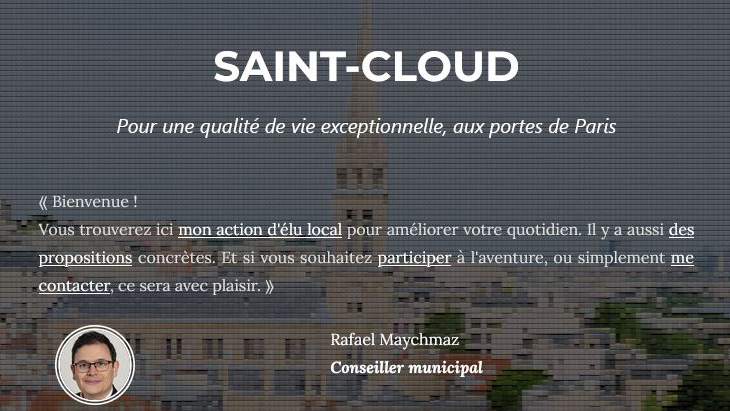 SAINT-CLOUD
Pour une qualité de vie exceptionnelle, aux portes de Paris
⟪ Bienvenue !
Vous trouverez ici mon action d'élu local pour améliorer votre quotidien. Il y a aussi des
propositions concrètes. Et si vous souhaitez participer à l'aventure, ou simplement me
contacter, ce sera avec plaisir. ⟫
Rafael Maychmaz
Conseiller municipal